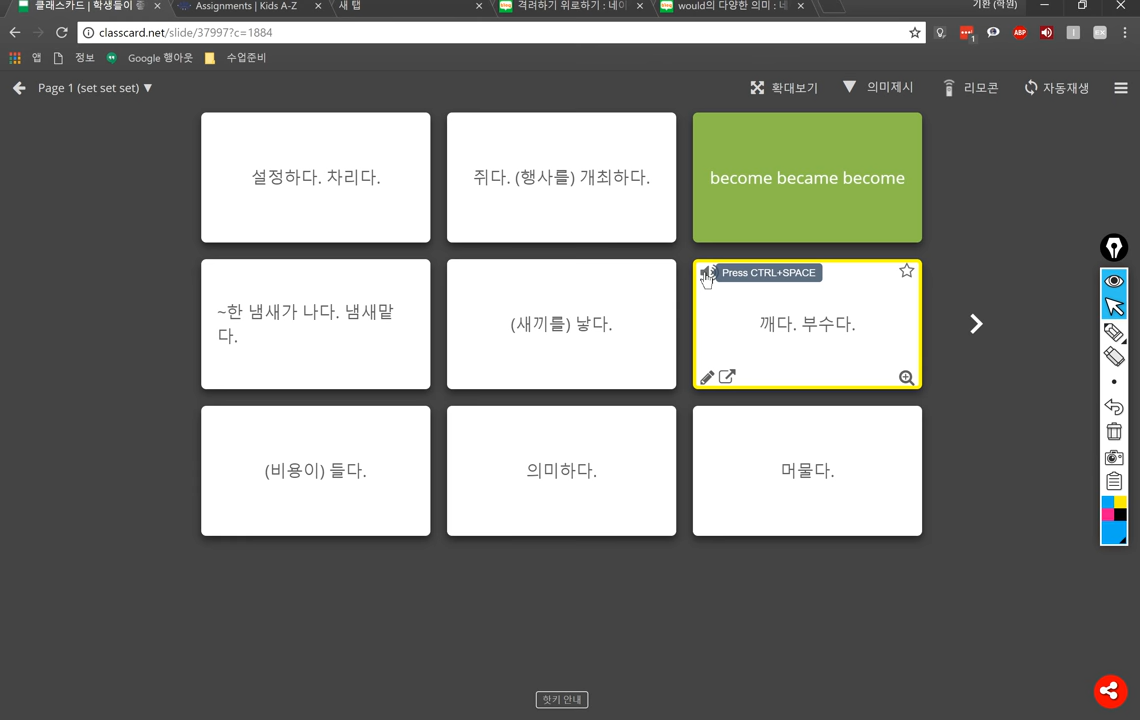 클래스카드 | 학생들이 좋
Assignments | Kids A-Z
새 탭
격려하기 위로하기 : 네이
would의 다양한 의미 : 네
기환 (학원)
classcard.net/slide/37997?c=1884
앱
정보
Google 행아웃
수업준비
Page 1 (set set set) ▼
확대보기
의미제시
리모콘
자동재생
설정하다. 차리다.
쥐다. (행사를) 개최하다.
become became become
Press CTRL+SPACE
~한 냄새가 나다. 냄새맡
다.
(새끼를) 낳다.
깨다. 부수다.
(비용이) 들다.
의미하다.
머물다.
핫키 안내